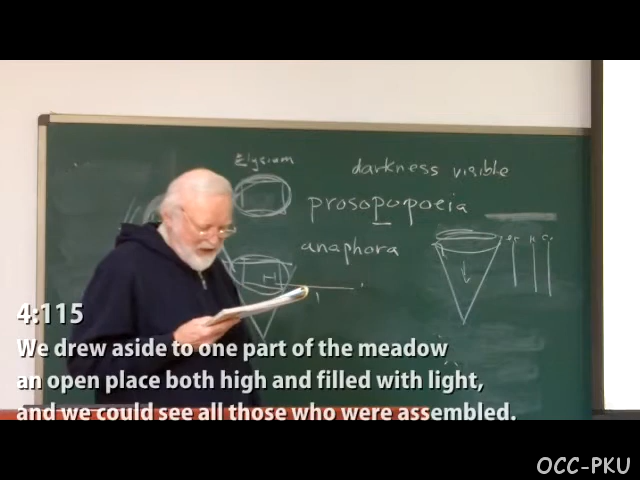 Elysium
darkness visible
prosopopoeia
anaphora
H
4:115
We drew aside to one part of the meadow
an open place both high and filled with light,
and we could see all those who were assembled.
OCC-PKU